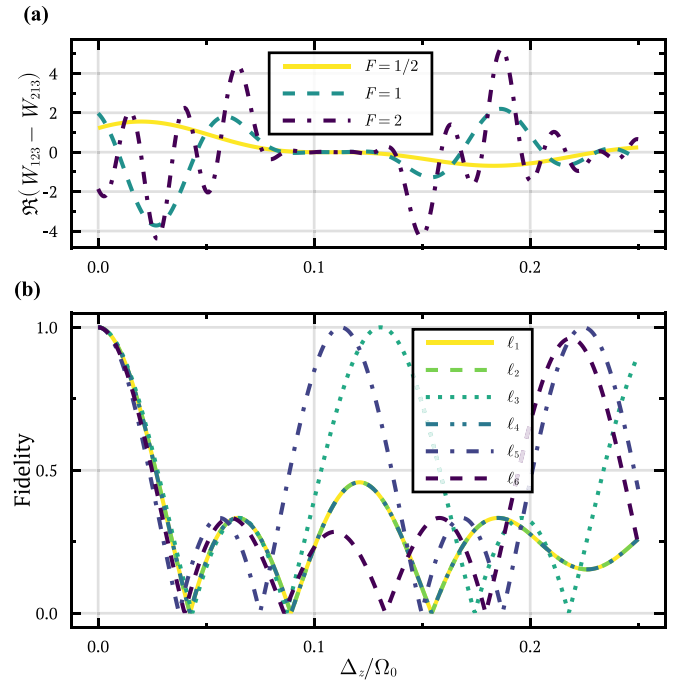 (a)
ℜ(W₁₂₃ − W₂₁₃)
4
2
0
-2
-4
F = 1/2
F = 1
F = 2
0.0
0.1
0.2
(b)
Fidelity
1.0
0.5
0.0
ℓ₁
ℓ₂
ℓ₃
ℓ₄
ℓ₅
ℓ₆
0.0
0.1
0.2
Δ_z/Ω₀